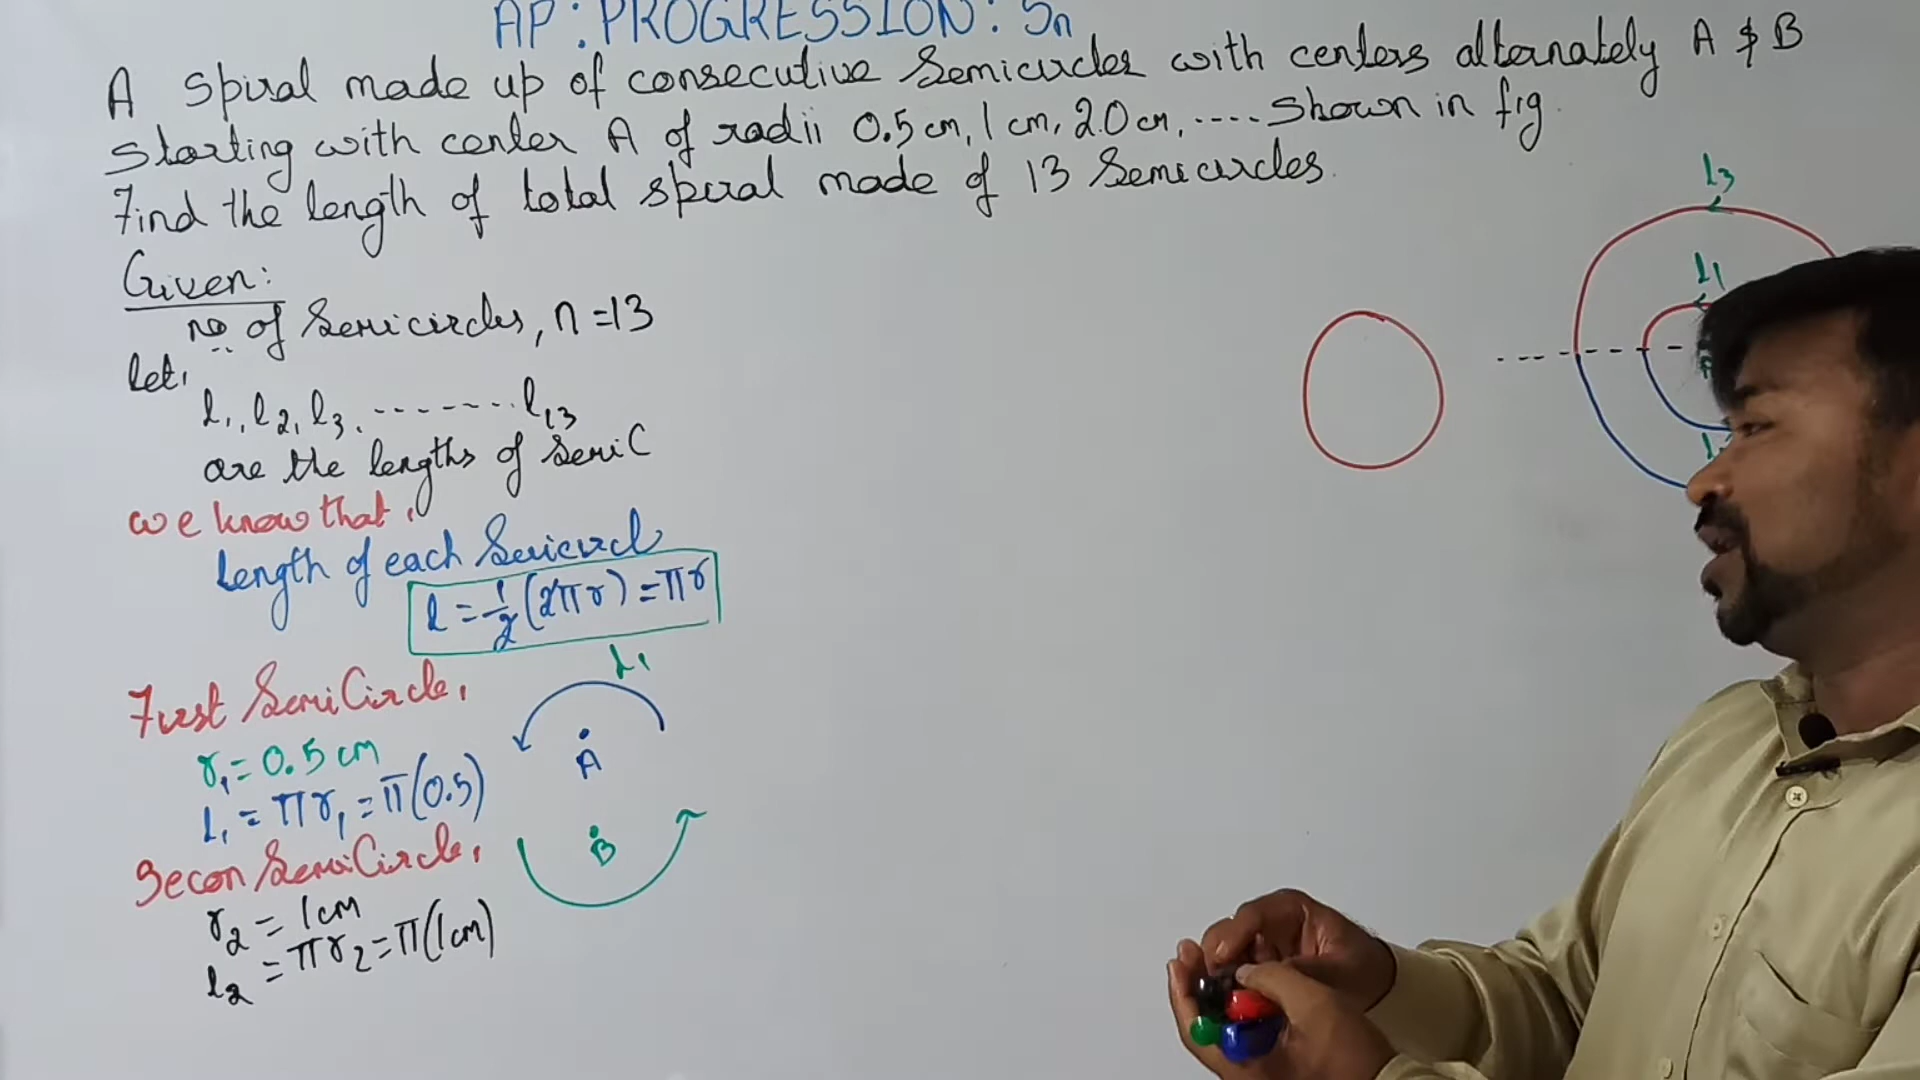 AP: PROGRESSION: Sn
A Spiral made up of consecutive Semicircles with centers alternately A & B
Starting with center A of radii 0.5 cm, 1 cm, 2.0 cm, ..... Shown in fig.
Find the length of total spiral made of 13 Semicircles.
Given:
no of Semicircles, n = 13
let,
l1, l2, l3, -------- l13
are the lengths of Semi C
we know that,
length of each Semicircle
l = 1/2 (2πr) = πr
First SemiCircle,
r1 = 0.5 cm
l1 = πr1 = π(0.5)
Secon SemiCircle,
r2 = 1 cm
l2 = πr2 = π(1 cm)
l1
A
B
l3
l1